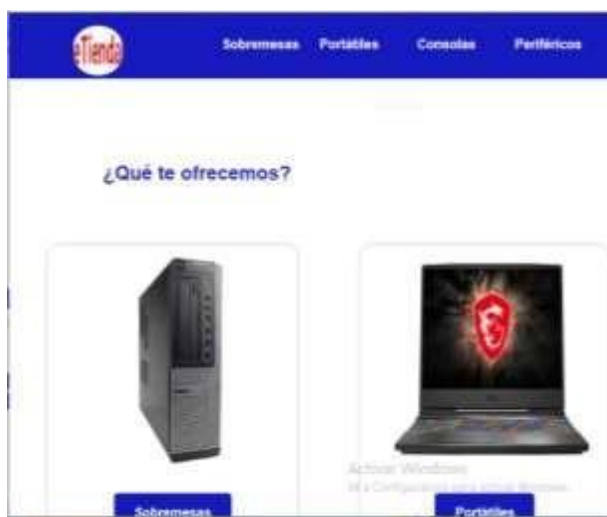 eTienda
Sobremesas Portátiles Consolas Periféricos
¿Qué te ofrecemos?
Activar Windows
Sobremesas Portátiles